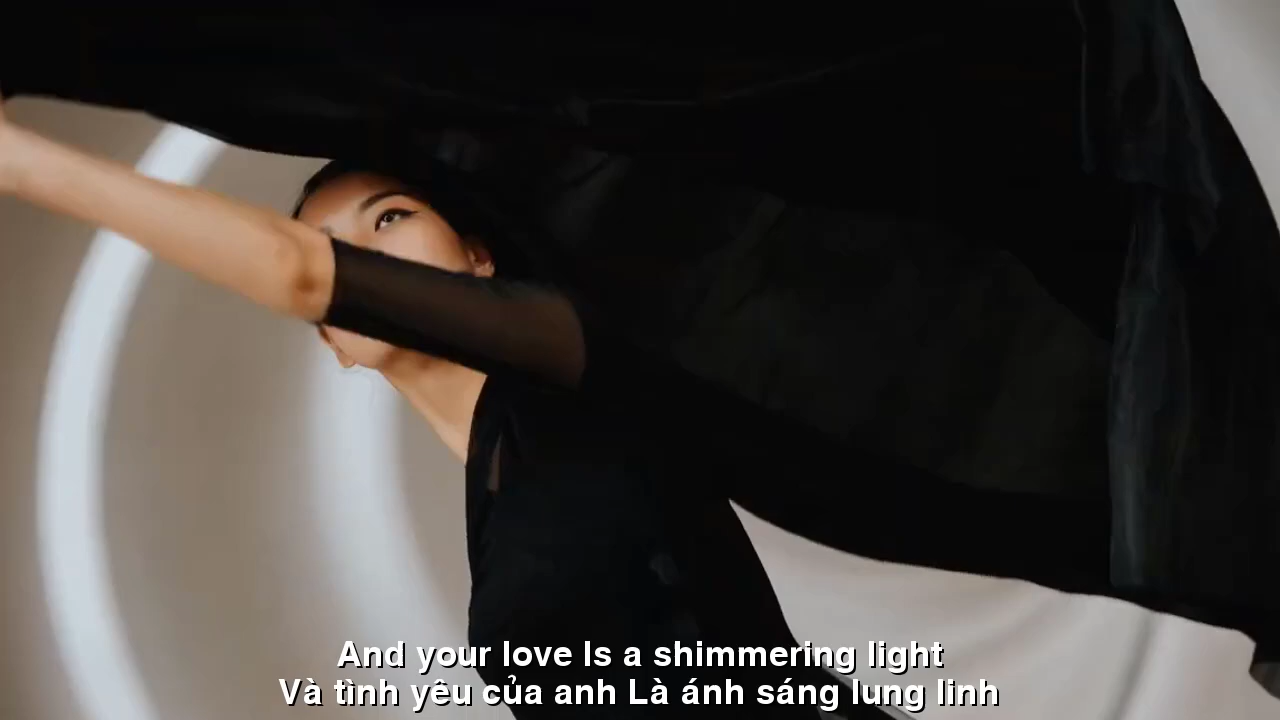 And your love Is a shimmering light
Và tình yêu của anh Là ánh sáng lung linh